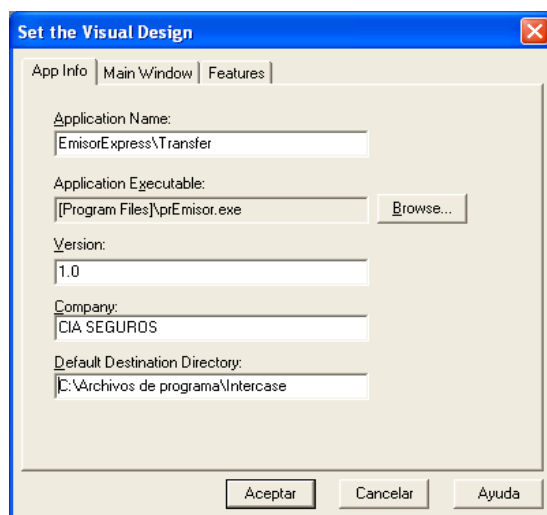 Set the Visual Design
App Info Main Window Features
Application Name:
EmisorExpress\Transfer
Application Executable:
[Program Files]\prEmisor.exe Browse...
Version:
1.0
Company:
CIA SEGUROS
Default Destination Directory:
C:\Archivos de programa\Intercase
Aceptar Cancelar Ayuda